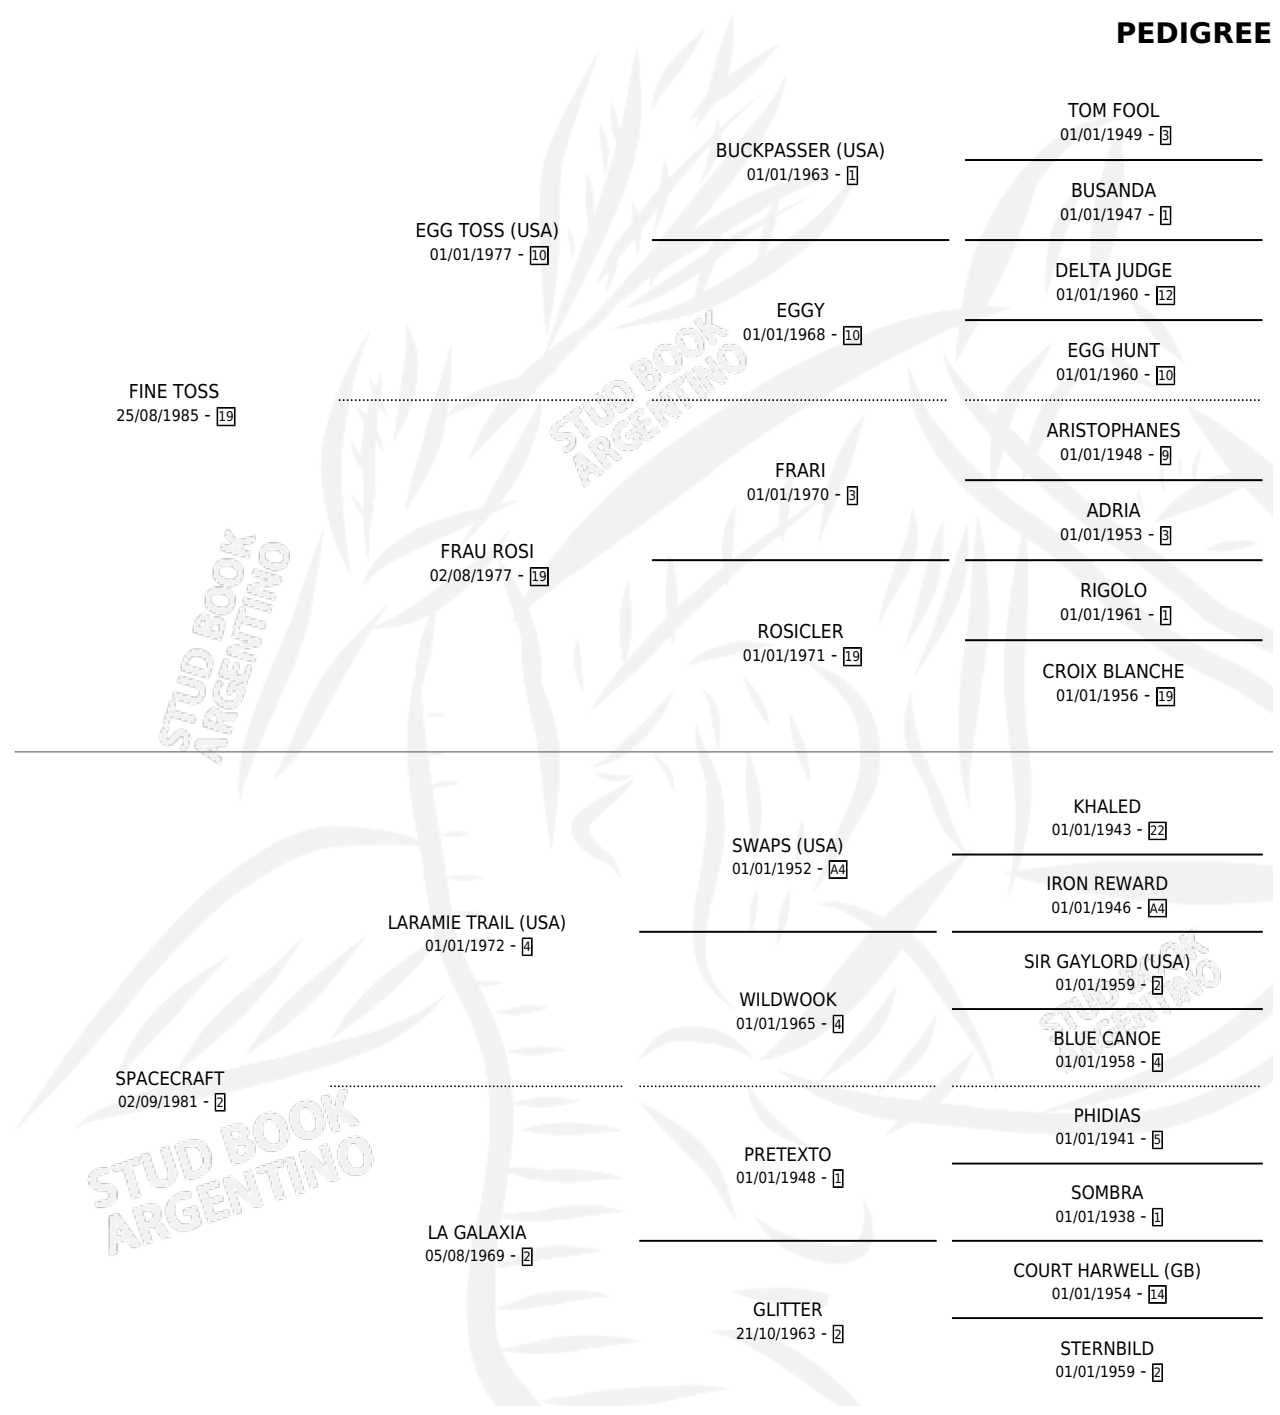 PEDIGREE
TOM FOOL
01/01/1949 - 3
BUCKPASSER (USA)
01/01/1963 - 1
BUSANDA
01/01/1947 - 1
EGG TOSS (USA)
01/01/1977 - 10
DELTA JUDGE
01/01/1960 - 12
EGGY
01/01/1968 - 10
EGG HUNT
01/01/1960 - 10
FINE TOSS
25/08/1985 - 19
STUD BOOK
ARGENTINO
ARISTOPHANES
01/01/1948 - 9
FRARI
01/01/1970 - 3
ADRIA
01/01/1953 - 3
FRAU ROSI
02/08/1977 - 19
RIGOLO
01/01/1961 - 1
ROSICLER
01/01/1971 - 19
CROIX BLANCHE
01/01/1956 - 19
STUD BOOK
ARGENTINO
KHALED
01/01/1943 - 22
SWAPS (USA)
01/01/1952 - A4
IRON REWARD
01/01/1946 - A4
LARAMIE TRAIL (USA)
01/01/1972 - 4
SIR GAYLORD (USA)
01/01/1959 - 2
WILDWOOK
01/01/1965 - 4
STUD BOOK
ARGENTINO
BLUE CANOE
01/01/1958 - 4
SPACECRAFT
02/09/1981 - 2
PHIDIAS
01/01/1941 - 5
PRETEXTO
01/01/1948 - 1
SOMBRA
01/01/1938 - 1
STUD BOOK
ARGENTINO
LA GALAXIA
05/08/1969 - 2
COURT HARWELL (GB)
01/01/1954 - 14
GLITTER
21/10/1963 - 2
STERNBILD
01/01/1959 - 2